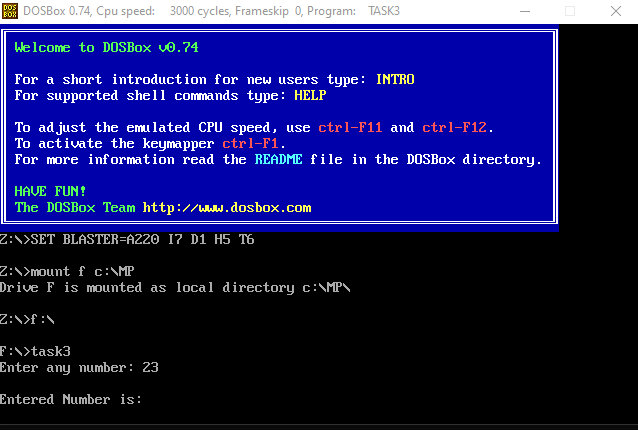 DOS BOX DOSBox 0.74, Cpu speed: 3000 cycles, Frameskip 0, Program: TASK3
Welcome to DOSBox v0.74
For a short introduction for new users type: INTRO
For supported shell commands type: HELP
To adjust the emulated CPU speed, use ctrl-F11 and ctrl-F12.
To activate the keymapper ctrl-F1.
For more information read the README file in the DOSBox directory.
HAVE FUN!
The DOSBox Team http://www.dosbox.com
Z:\>SET BLASTER=A220 I7 D1 H5 T6
Z:\>mount f c:\MP
Drive F is mounted as local directory c:\MP\
Z:\>f:\
F:\>task3
Enter any number: 23
Entered Number is: